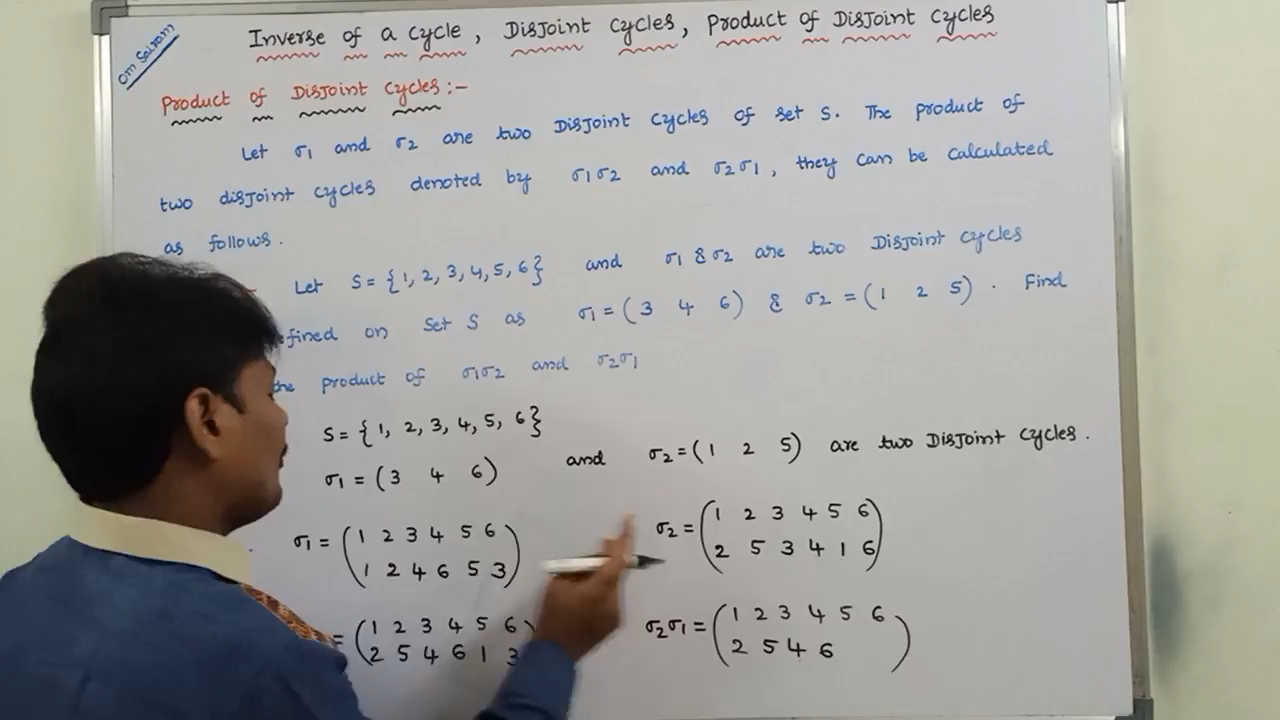 Om Sairam
Inverse of a cycle, Disjoint cycles, Product of Disjoint cycles
Product of Disjoint cycles:-
Let σ1 and σ2 are two Disjoint cycles of set S. The product of
two disjoint cycles denoted by σ1σ2 and σ2σ1, they can be calculated
as follows.
Let S = {1, 2, 3, 4, 5, 6} and σ1 & σ2 are two Disjoint cycles
fined on Set S as σ1 = (3 4 6) & σ2 = (1 2 5). Find
the product of σ1σ2 and σ2σ1
S = {1, 2, 3, 4, 5, 6}
σ1 = (3 4 6) and σ2 = (1 2 5) are two Disjoint cycles.
σ1 = (1 2 3 4 5 6
1 2 4 6 5 3)
σ2 = (1 2 3 4 5 6
2 5 3 4 1 6)
= (1 2 3 4 5 6)
2 5 4 6 1 3
σ2σ1 = (1 2 3 4 5 6
2 5 4 6 )